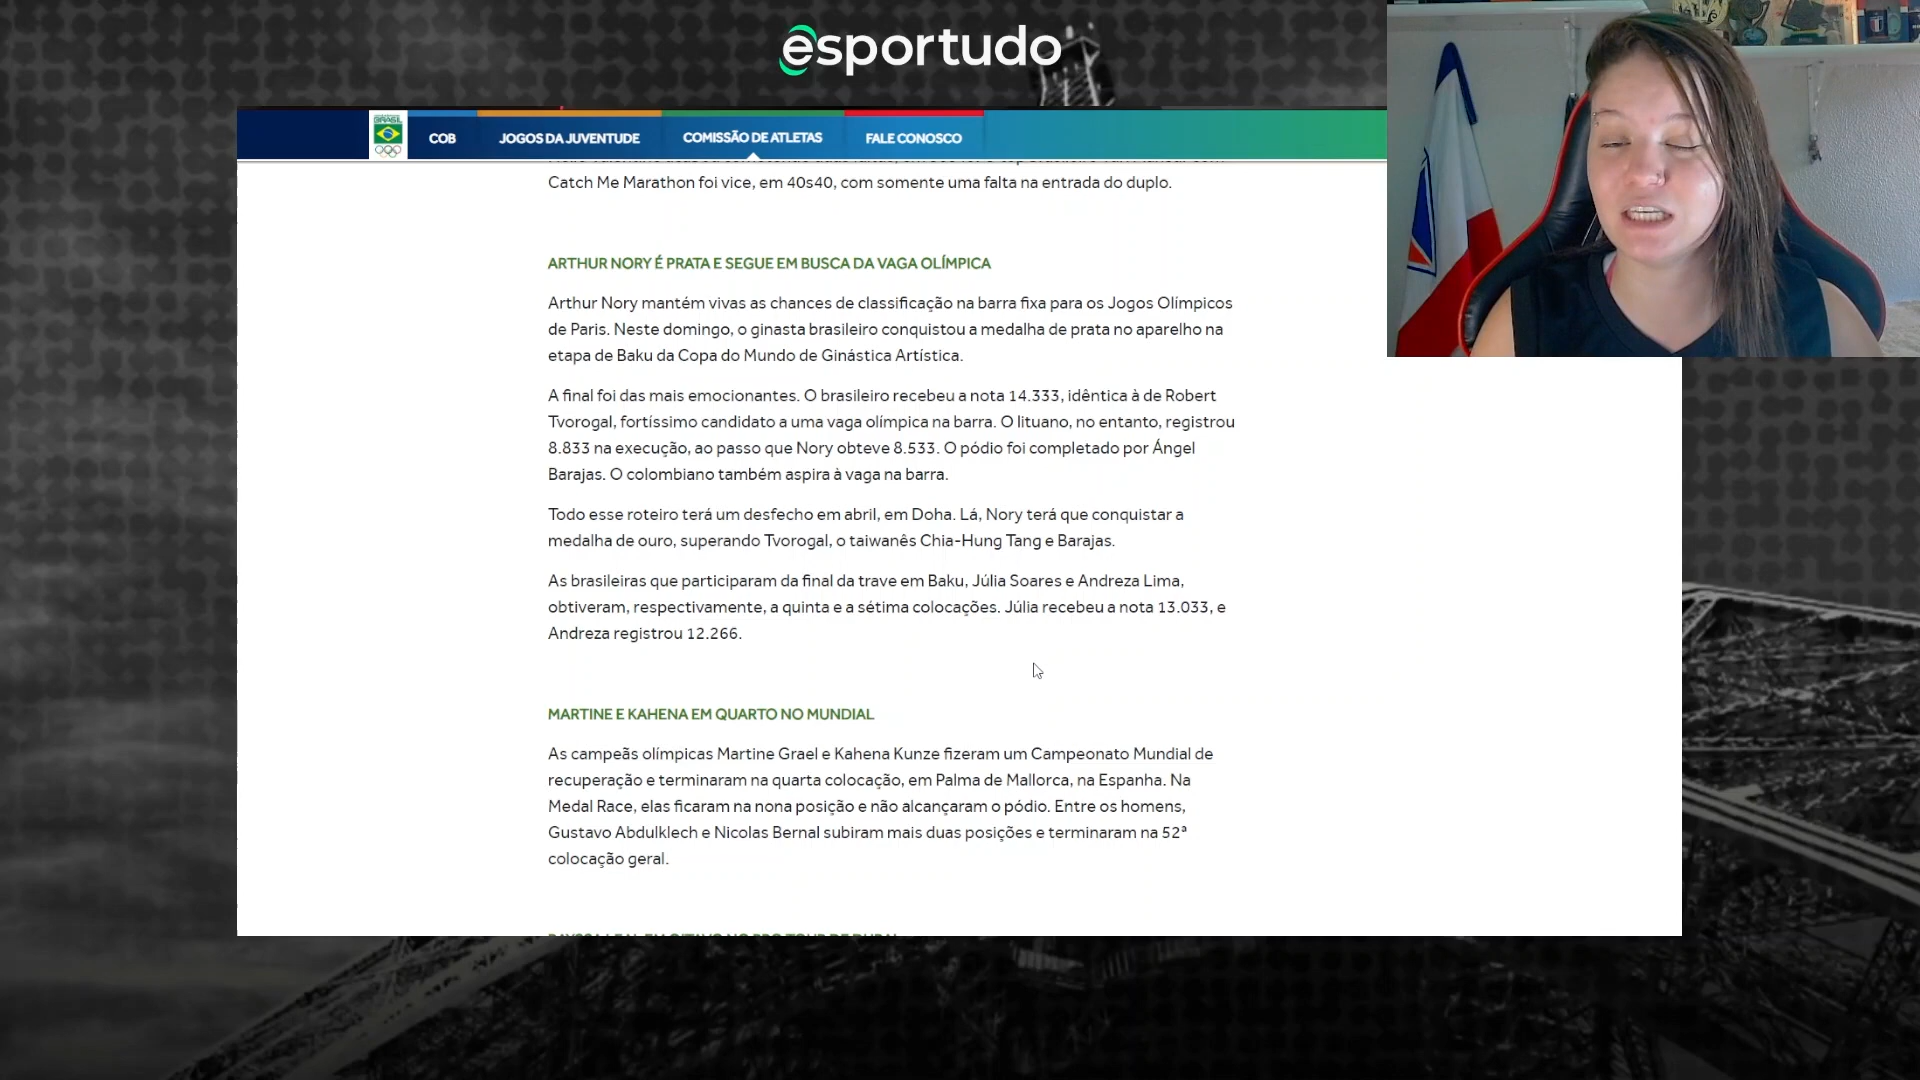 esportudo
BRASIL
COB
JOGOS DA JUVENTUDE
COMISSÃO DE ATLETAS
FALE CONOSCO
Catch Me Marathon foi vice, em 40s40, com somente uma falta na entrada do duplo.
ARTHUR NORY É PRATA E SEGUE EM BUSCA DA VAGA OLÍMPICA
Arthur Nory mantém vivas as chances de classificação na barra fixa para os Jogos Olímpicos
de Paris. Neste domingo, o ginasta brasileiro conquistou a medalha de prata no aparelho na
etapa de Baku da Copa do Mundo de Ginástica Artística.
A final foi das mais emocionantes. O brasileiro recebeu a nota 14.333, idêntica à de Robert
Tvorogal, fortíssimo candidato a uma vaga olímpica na barra. O lituano, no entanto, registrou
8.833 na execução, ao passo que Nory obteve 8.533. O pódio foi completado por Ángel
Barajas. O colombiano também aspira à vaga na barra.
Todo esse roteiro terá um desfecho em abril, em Doha. Lá, Nory terá que conquistar a
medalha de ouro, superando Tvorogal, o taiwanês Chia-Hung Tang e Barajas.
As brasileiras que participaram da final da trave em Baku, Júlia Soares e Andreza Lima,
obtiveram, respectivamente, a quinta e a sétima colocações. Júlia recebeu a nota 13.033, e
Andreza registrou 12.266.
MARTINE E KAHENA EM QUARTO NO MUNDIAL
As campeãs olímpicas Martine Grael e Kahena Kunze fizeram um Campeonato Mundial de
recuperação e terminaram na quarta colocação, em Palma de Mallorca, na Espanha. Na
Medal Race, elas ficaram na nona posição e não alcançaram o pódio. Entre os homens,
Gustavo Abdulklech e Nicolas Bernal subiram mais duas posições e terminaram na 52ª
colocação geral.